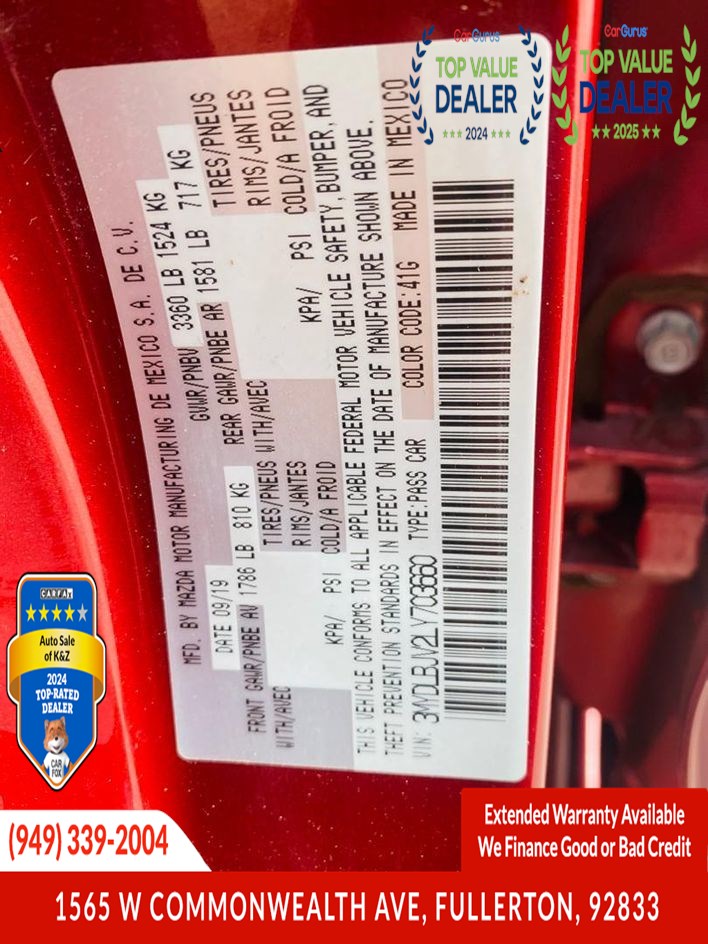 CarGurus
TOP VALUE
DEALER
★★★ 2024 ★★★
CarGurus
TOP VALUE
DEALER
★★ 2025 ★★
MFD. BY MAZDA MOTOR MANUFACTURING DE MEXICO S.A. DE C.V.
DATE 09/19
GVWR/PNBV 3360 LB 1524 KG
FRONT GAWR/PNBE AV 1786 LB 810 KG
REAR GAWR/PNBE AR 1581 LB 717 KG
WITH/AVEC
TIRES/PNEUS
RIMS/JANTES
KPA/ PSI COLD/A FROID
WITH/AVEC
TIRES/PNEUS
RIMS/JANTES
KPA/ PSI COLD/A FROID
THIS VEHICLE CONFORMS TO ALL APPLICABLE FEDERAL MOTOR VEHICLE SAFETY, BUMPER, AND
THEFT PREVENTION STANDARDS IN EFFECT ON THE DATE OF MANUFACTURE SHOWN ABOVE.
VIN: 3MVDLBJV2LY7C3660 TYPE:PASS CAR COLOR CODE:41G MADE IN MEXICO
CARFAX
Auto Sale
of K&Z
2024
TOP-RATED
DEALER
CAR
FOX
(949) 339-2004
Extended Warranty Available
We Finance Good or Bad Credit
1565 W COMMONWEALTH AVE, FULLERTON, 92833